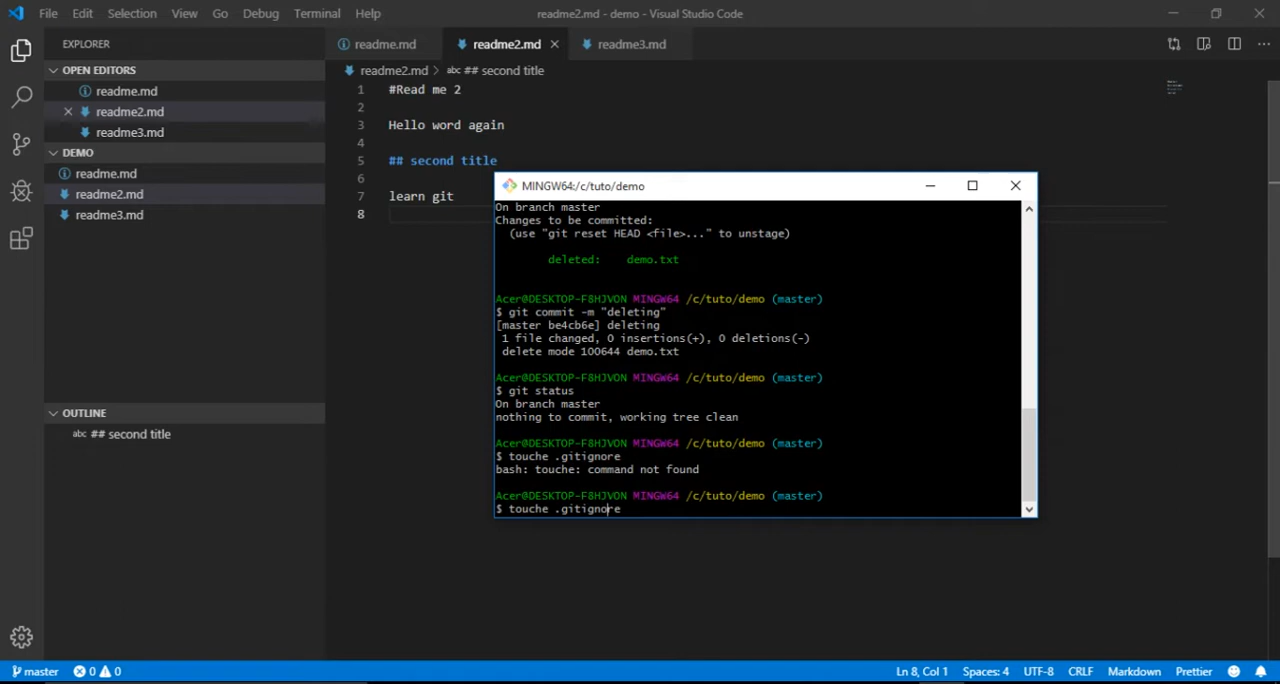 File Edit Selection View Go Debug Terminal Help
readme2.md - demo - Visual Studio Code
EXPLORER
OPEN EDITORS
readme.md
readme2.md
readme3.md
DEMO
readme.md
readme2.md
readme3.md
OUTLINE
abc ## second title
readme.md readme2.md readme3.md
readme2.md > abc ## second title
1 #Read me 2
2
3 Hello word again
4
5 ## second title
6
7 learn git
8
MINGW64:/c/tuto/demo
On branch master
Changes to be committed:
(use "git reset HEAD <file>..." to unstage)
deleted: demo.txt
Acer@DESKTOP-F8HJVON MINGW64 /c/tuto/demo (master)
$ git commit -m "deleting"
[master be4cb6e] deleting
1 file changed, 0 insertions(+), 0 deletions(-)
delete mode 100644 demo.txt
Acer@DESKTOP-F8HJVON MINGW64 /c/tuto/demo (master)
$ git status
On branch master
nothing to commit, working tree clean
Acer@DESKTOP-F8HJVON MINGW64 /c/tuto/demo (master)
$ touche .gitignore
bash: touche: command not found
Acer@DESKTOP-F8HJVON MINGW64 /c/tuto/demo (master)
$ touche .gitignore
master 0 0 Ln 8, Col 1 Spaces: 4 UTF-8 CRLF Markdown Prettier